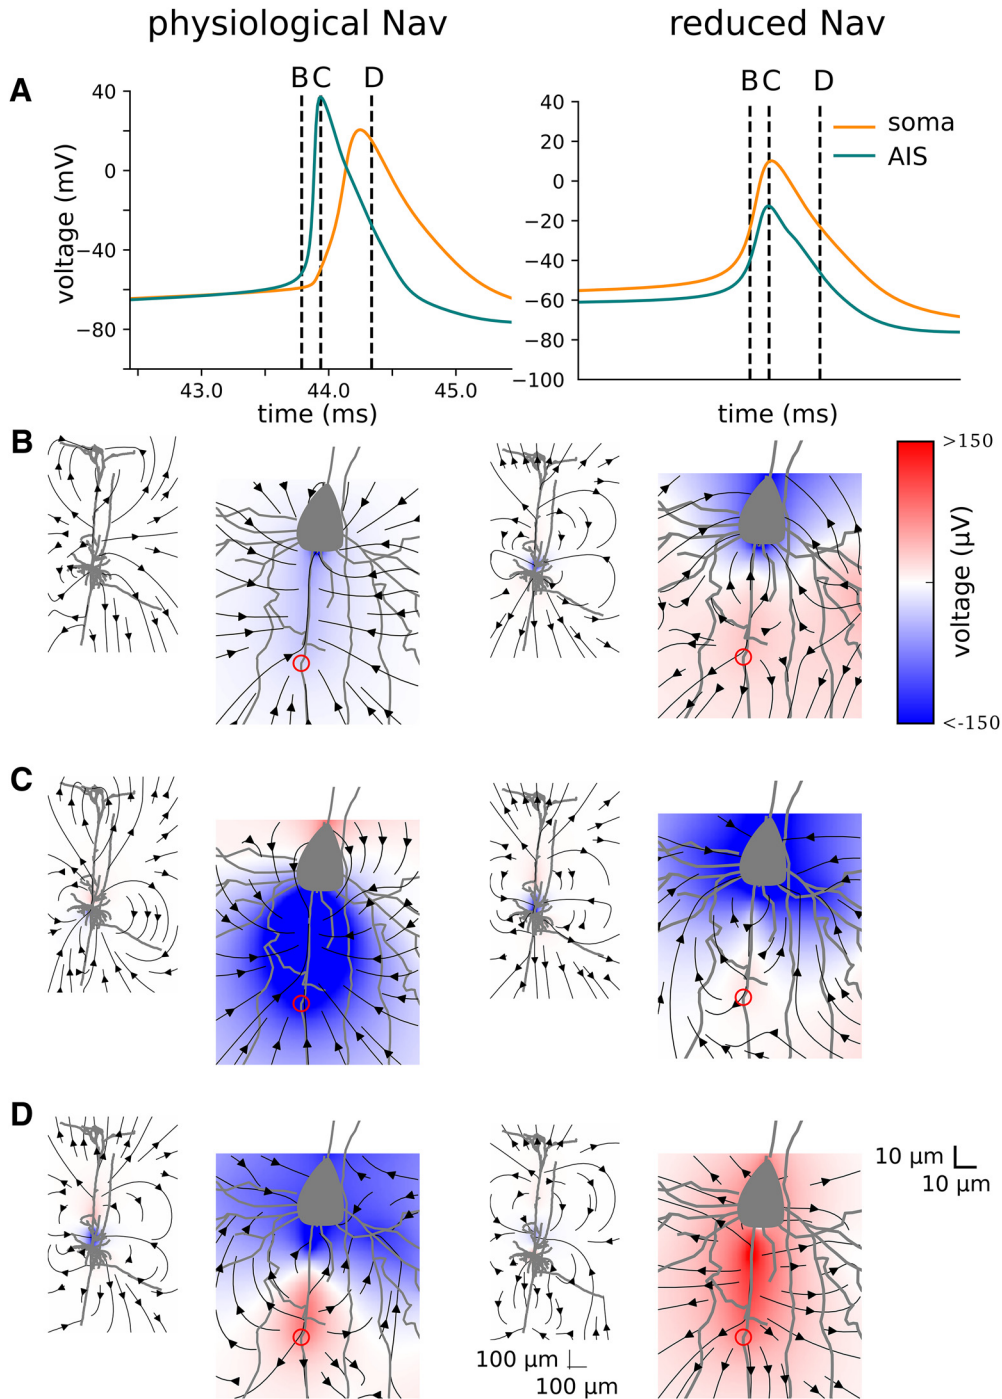 physiological Nav
reduced Nav
A
B C D
B C D
voltage (mV)
40
0
−40
−80
43.0 44.0 45.0
time (ms)
40
20
0
−20
−40
−60
−80
−100
time (ms)
soma
AIS
B
>150
voltage (µV)
<-150
C
D
10 µm
10 µm
100 µm
100 µm